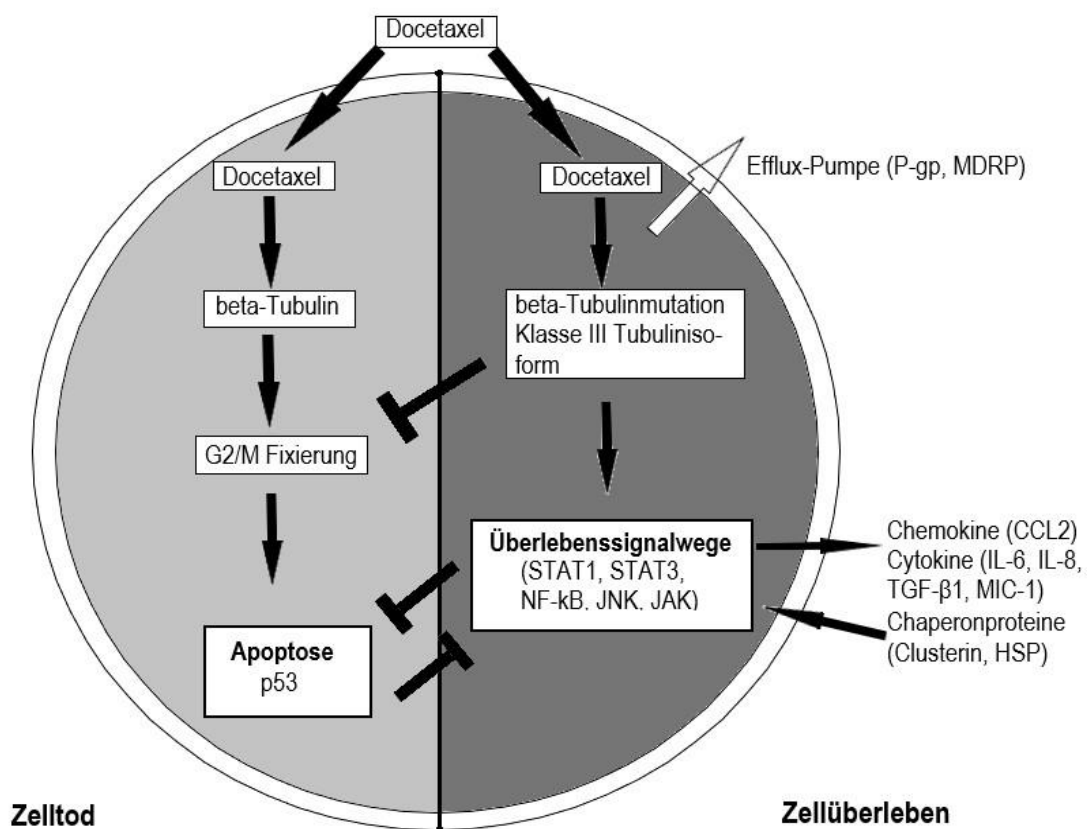 Docetaxel
Docetaxel
Docetaxel
Efflux-Pumpe (P-gp, MDRP)
beta-Tubulin
beta-Tubulinmutation
Klasse III Tubuliniso-
form
G2/M Fixierung
Überlebenssignalwege
(STAT1, STAT3,
NF-kB, JNK, JAK)
Chemokine (CCL2)
Cytokine (IL-6, IL-8,
TGF-β1, MIC-1)
Chaperonproteine
(Clusterin, HSP)
Apoptose
p53
Zelltod
Zellüberleben